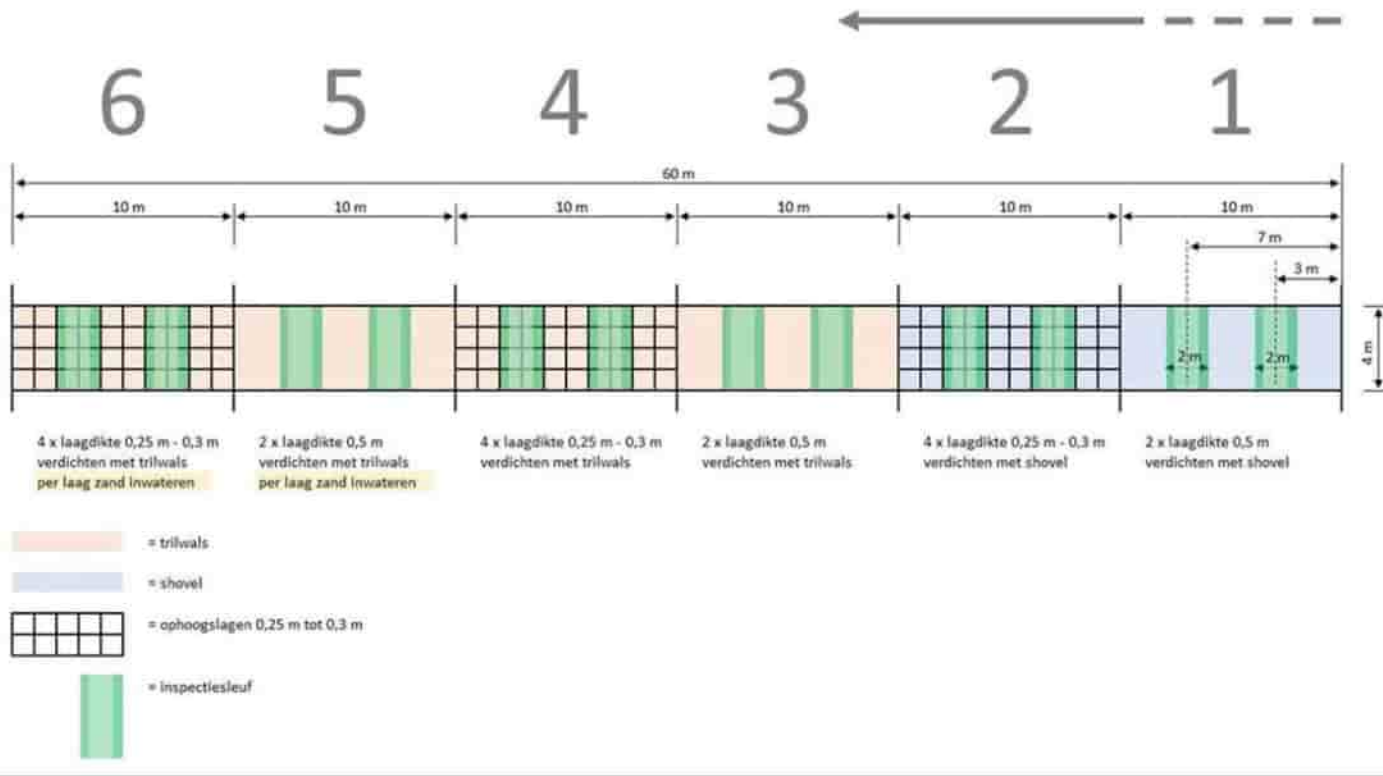 6 5 4 3 2 1
60 m
10 m 10 m 10 m 10 m 10 m 10 m
7 m
3 m
4 m
2 m 2 m
4 x laagdikte 0,25 m - 0,3 m
verdichten met trilwals
per laag zand inwateren
2 x laagdikte 0,5 m
verdichten met trilwals
per laag zand inwateren
4 x laagdikte 0,25 m - 0,3 m
verdichten met trilwals
2 x laagdikte 0,5 m
verdichten met trilwals
4 x laagdikte 0,25 m - 0,3 m
verdichten met shovel
2 x laagdikte 0,5 m
verdichten met shovel
= trilwals
= shovel
= ophoogslagen 0,25 m tot 0,3 m
= inspectiesleuf